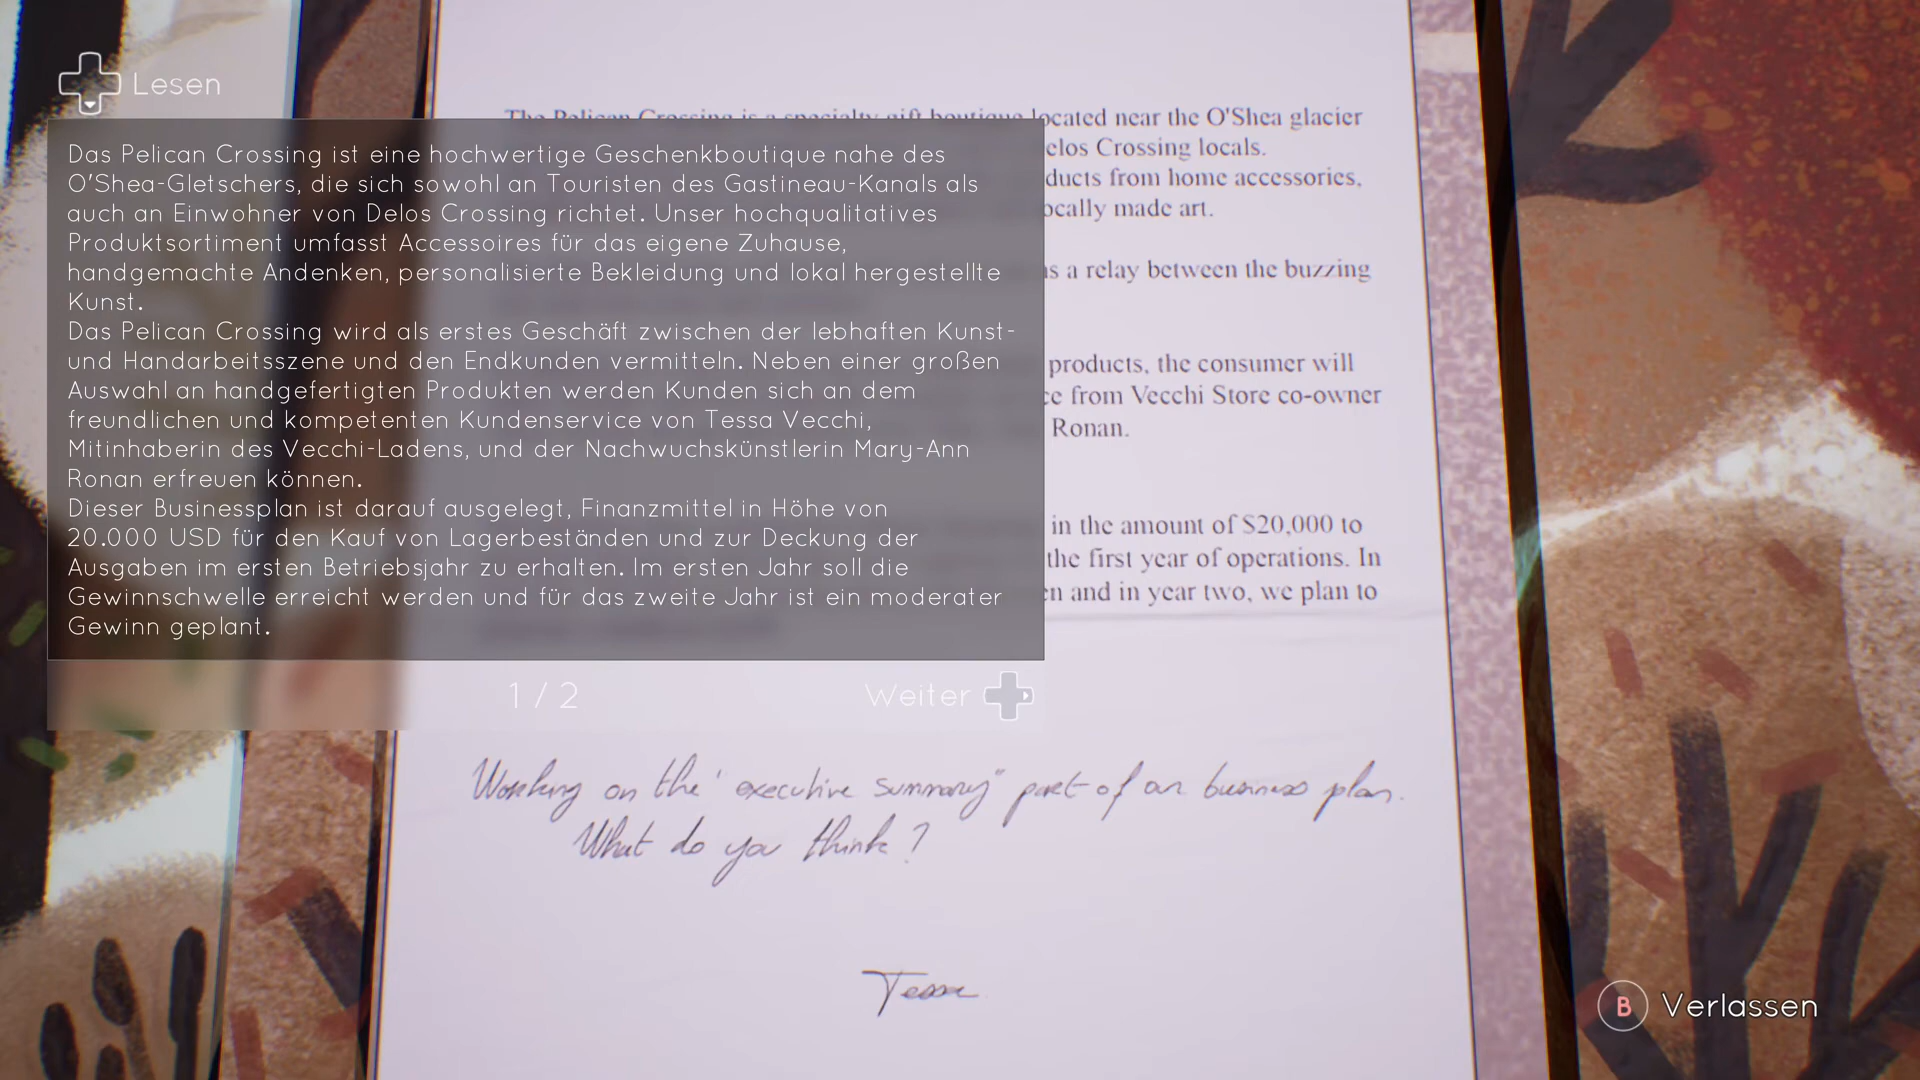 Lesen
The Pelican Crossing is a specialty gift boutique located near the O'Shea glacier
elos Crossing locals.
ducts from home accessories,
ocally made art.
s a relay between the buzzing
products, the consumer will
ce from Vecchi Store co-owner
Ronan.
in the amount of $20,000 to
the first year of operations. In
en and in year two, we plan to
Das Pelican Crossing ist eine hochwertige Geschenkboutique nahe des
O'Shea-Gletschers, die sich sowohl an Touristen des Gastineau-Kanals als
auch an Einwohner von Delos Crossing richtet. Unser hochqualitatives
Produktsortiment umfasst Accessoires für das eigene Zuhause,
handgemachte Andenken, personalisierte Bekleidung und lokal hergestellte
Kunst.
Das Pelican Crossing wird als erstes Geschäft zwischen der lebhaften Kunst-
und Handarbeitsszene und den Endkunden vermitteln. Neben einer großen
Auswahl an handgefertigten Produkten werden Kunden sich an dem
freundlichen und kompetenten Kundenservice von Tessa Vecchi,
Mitinhaberin des Vecchi-Ladens, und der Nachwuchskünstlerin Mary-Ann
Ronan erfreuen können.
Dieser Businessplan ist darauf ausgelegt, Finanzmittel in Höhe von
20.000 USD für den Kauf von Lagerbeständen und zur Deckung der
Ausgaben im ersten Betriebsjahr zu erhalten. Im ersten Jahr soll die
Gewinnschwelle erreicht werden und für das zweite Jahr ist ein moderater
Gewinn geplant.
1 / 2
Weiter
Working on the "executive summary" part of our business plan.
What do you think?
Tessa
B Verlassen